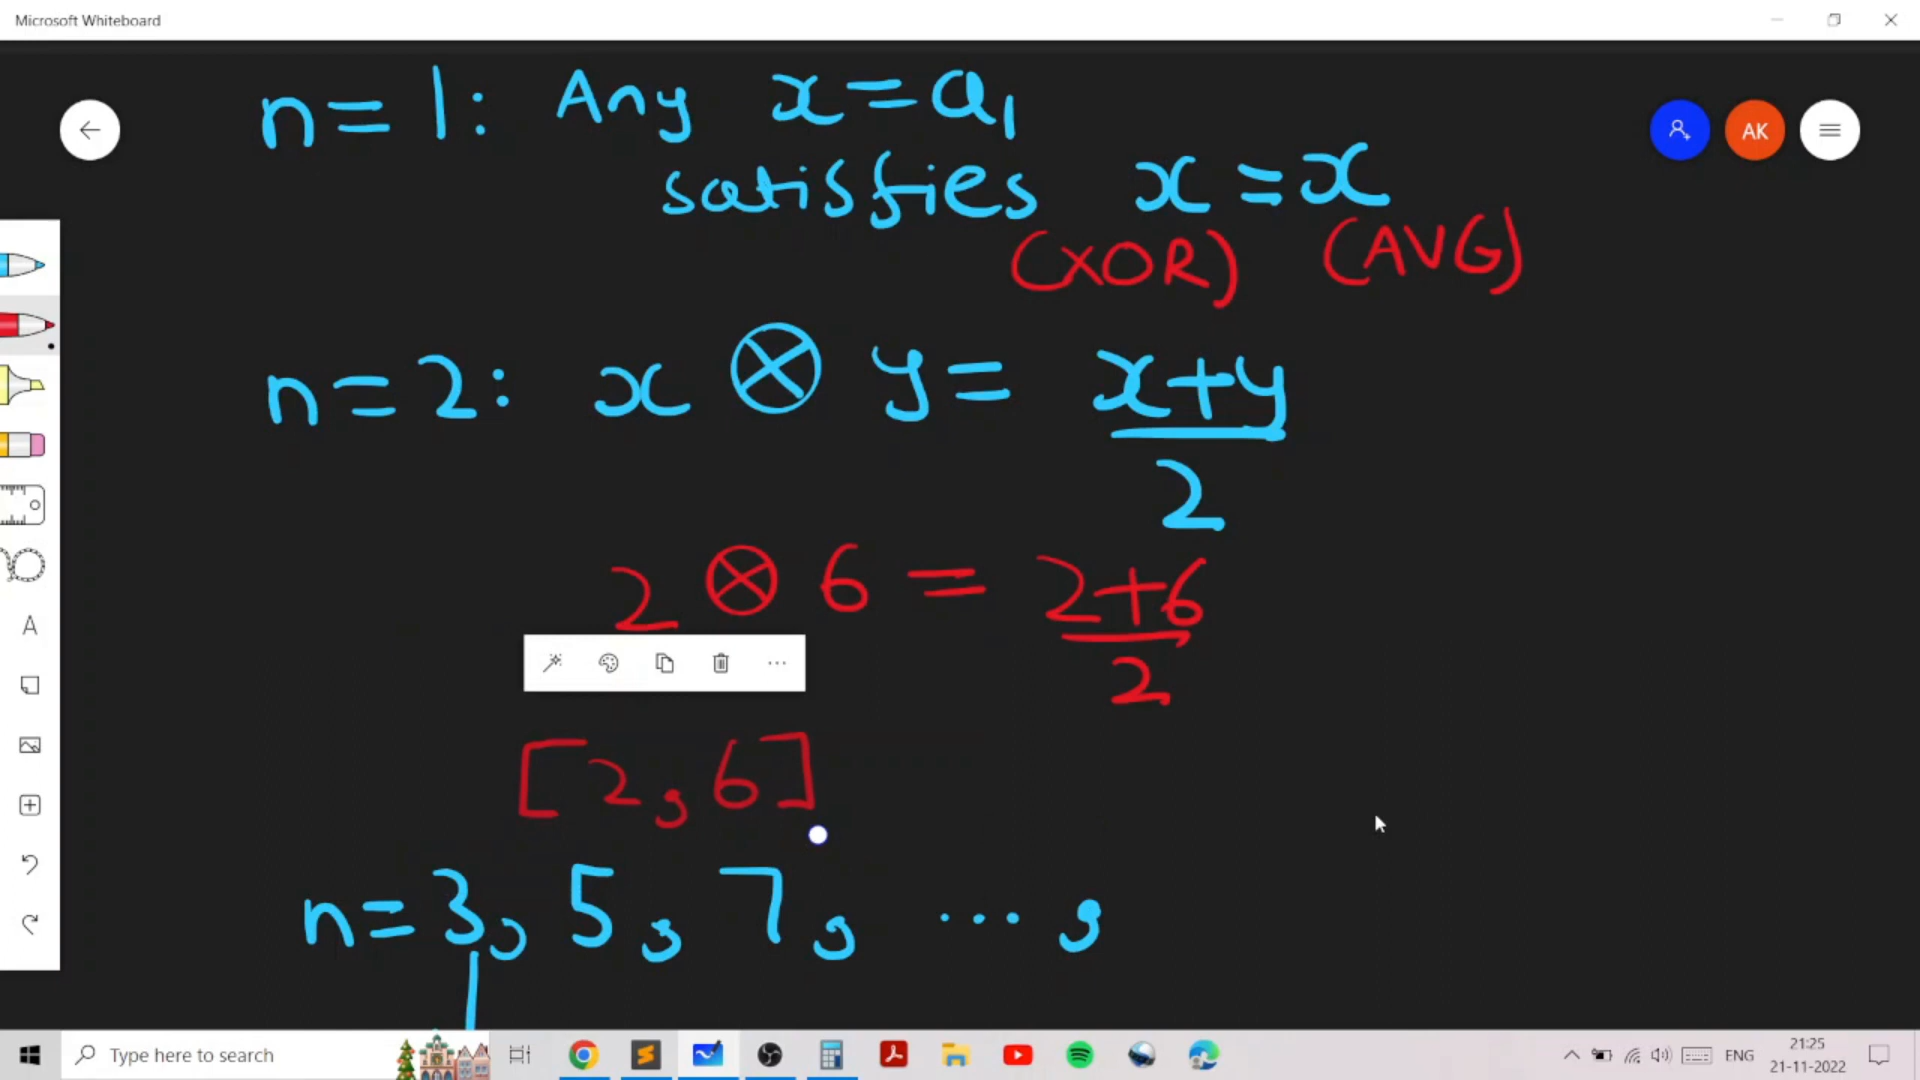 Microsoft Whiteboard
n=1: Any x=a₁
satisfies x=x
(XOR) (AVG)
n=2: x ⊗ y = x+y
2
AK
2 ⊗ 6 = 2+6
2
[2,6]
n=3, 5, 7, ... ,
A
Type here to search
ENG
21:25
21-11-2022